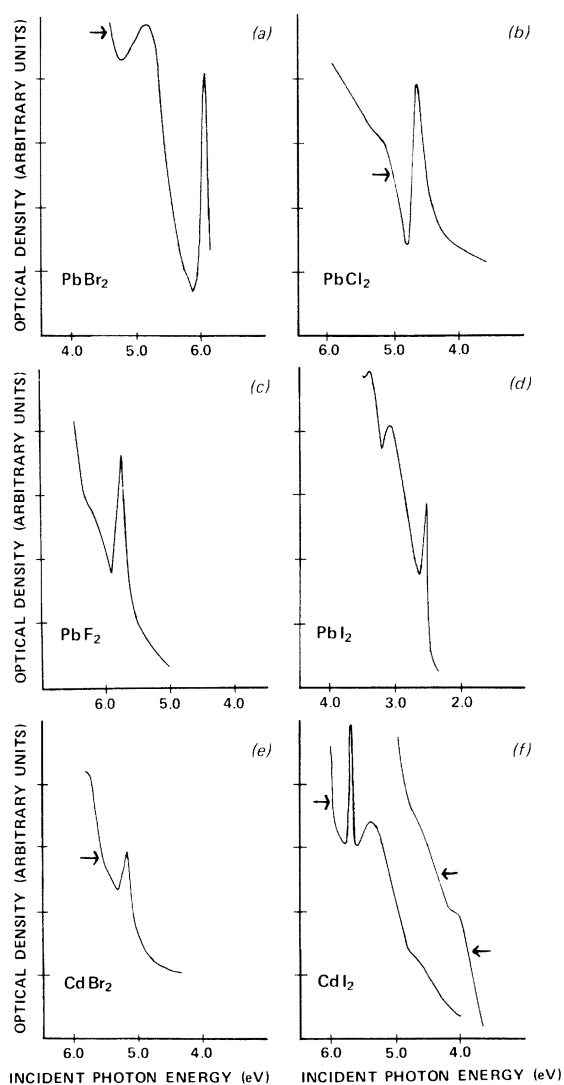 OPTICAL DENSITY (ARBITRARY UNITS)
(a)
PbBr2
4.0 5.0 6.0
(b)
PbCl2
6.0 5.0 4.0
OPTICAL DENSITY (ARBITRARY UNITS)
(c)
PbF2
6.0 5.0 4.0
(d)
PbI2
4.0 3.0 2.0
OPTICAL DENSITY (ARBITRARY UNITS)
(e)
CdBr2
6.0 5.0 4.0
(f)
CdI2
6.0 5.0 4.0
INCIDENT PHOTON ENERGY (eV)
INCIDENT PHOTON ENERGY (eV)